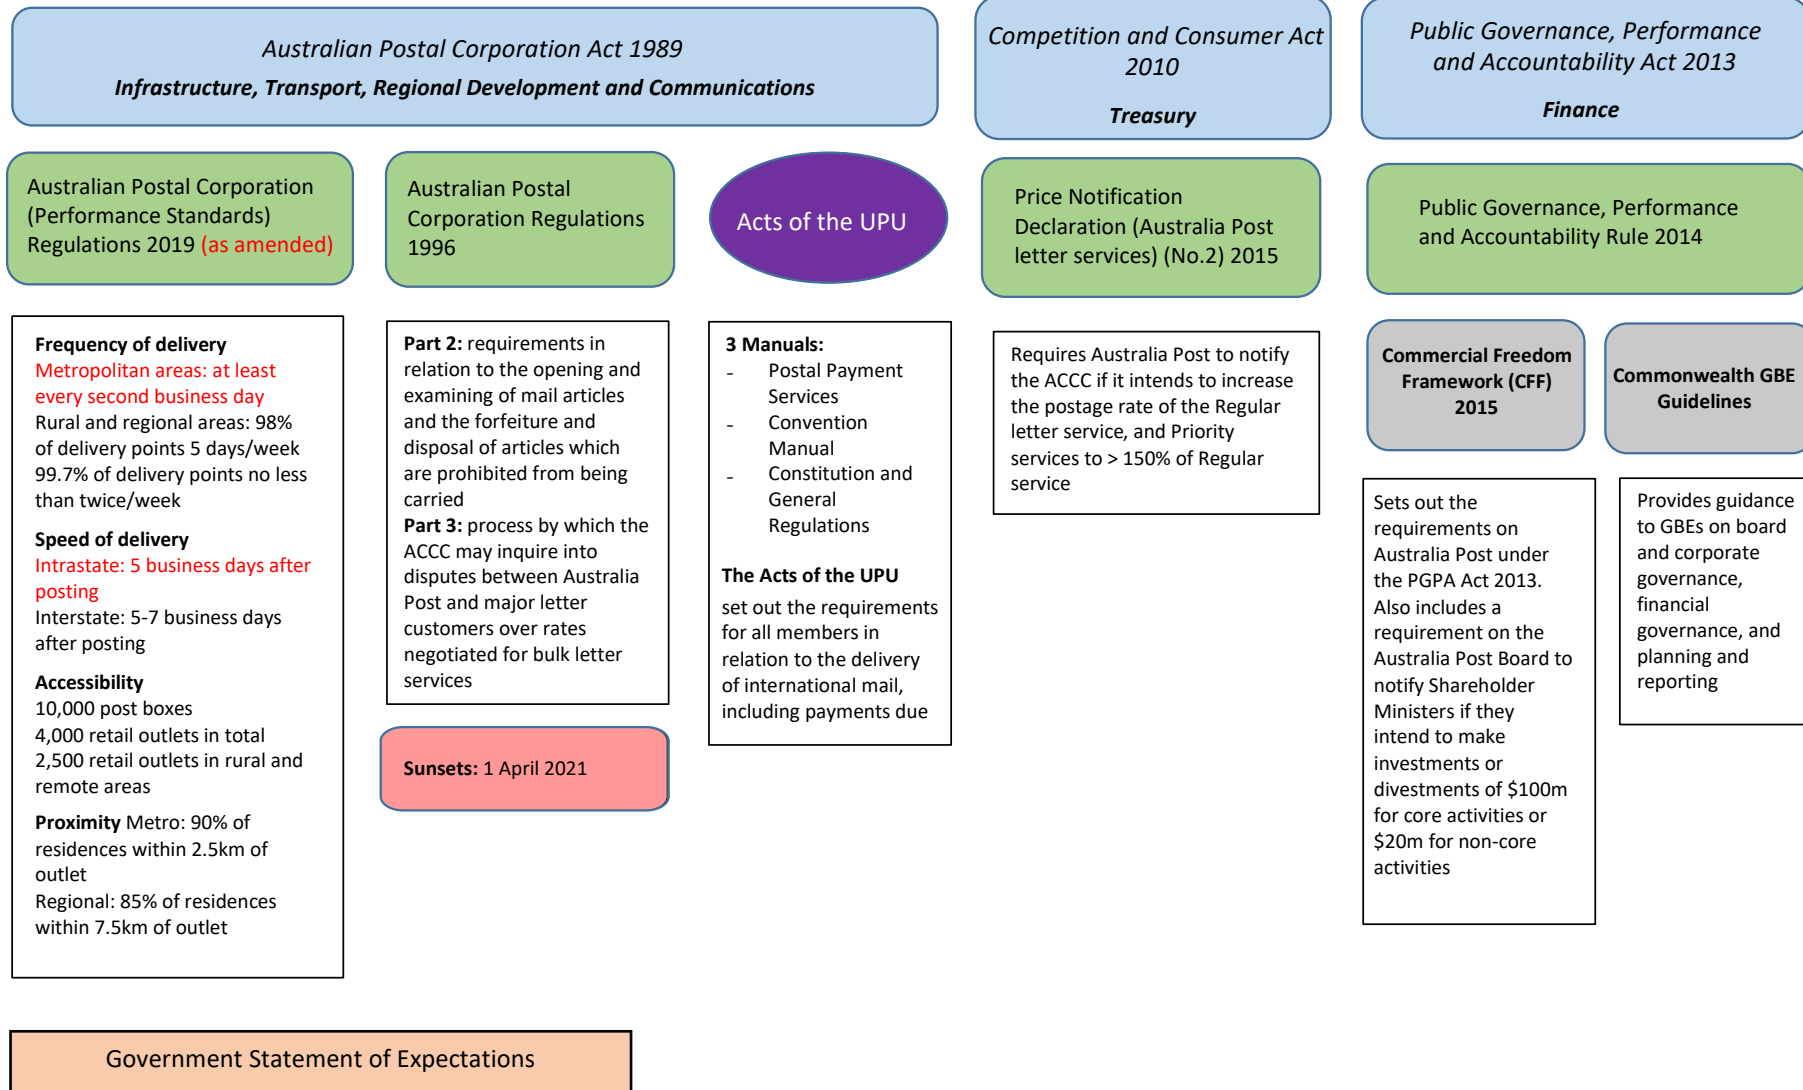 Australian Postal Corporation Act 1989
Infrastructure, Transport, Regional Development and Communications
Competition and Consumer Act
2010
Treasury
Public Governance, Performance
and Accountability Act 2013
Finance
Australian Postal Corporation
(Performance Standards)
Regulations 2019 (as amended)
Australian Postal
Corporation Regulations
1996
Acts of the UPU
Price Notification
Declaration (Australia Post
letter services) (No.2) 2015
Public Governance, Performance
and Accountability Rule 2014
Frequency of delivery
Metropolitan areas: at least
every second business day
Rural and regional areas: 98%
of delivery points 5 days/week
99.7% of delivery points no less
than twice/week
Speed of delivery
Intrastate: 5 business days after
posting
Interstate: 5-7 business days
after posting
Accessibility
10,000 post boxes
4,000 retail outlets in total
2,500 retail outlets in rural and
remote areas
Proximity Metro: 90% of
residences within 2.5km of
outlet
Regional: 85% of residences
within 7.5km of outlet
Part 2: requirements in
relation to the opening and
examining of mail articles
and the forfeiture and
disposal of articles which
are prohibited from being
carried
Part 3: process by which the
ACCC may inquire into
disputes between Australia
Post and major letter
customers over rates
negotiated for bulk letter
services
Sunsets: 1 April 2021
3 Manuals:
- Postal Payment
Services
- Convention
Manual
- Constitution and
General
Regulations
The Acts of the UPU
set out the requirements
for all members in
relation to the delivery
of international mail,
including payments due
Requires Australia Post to notify
the ACCC if it intends to increase
the postage rate of the Regular
letter service, and Priority
services to > 150% of Regular
service
Commercial Freedom
Framework (CFF)
2015
Commonwealth GBE
Guidelines
Sets out the
requirements on
Australia Post under
the PGPA Act 2013.
Also includes a
requirement on the
Australia Post Board to
notify Shareholder
Ministers if they
intend to make
investments or
divestments of $100m
for core activities or
$20m for non-core
activities
Provides guidance
to GBEs on board
and corporate
governance,
financial
governance, and
planning and
reporting
Government Statement of Expectations